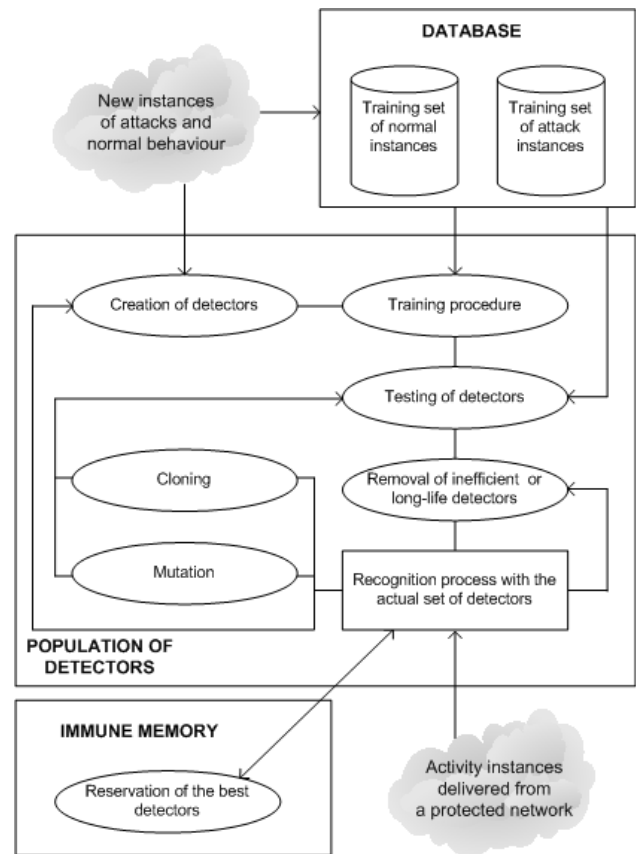 DATABASE
New instances
of attacks and
normal behaviour
Training set
of normal
instances
Training set
of attack
instances
Creation of detectors
Training procedure
Testing of detectors
Cloning
Removal of inefficient or
long-life detectors
Mutation
Recognition process with the
actual set of detectors
POPULATION OF
DETECTORS
IMMUNE MEMORY
Reservation of the best
detectors
Activity instances
delivered from
a protected network